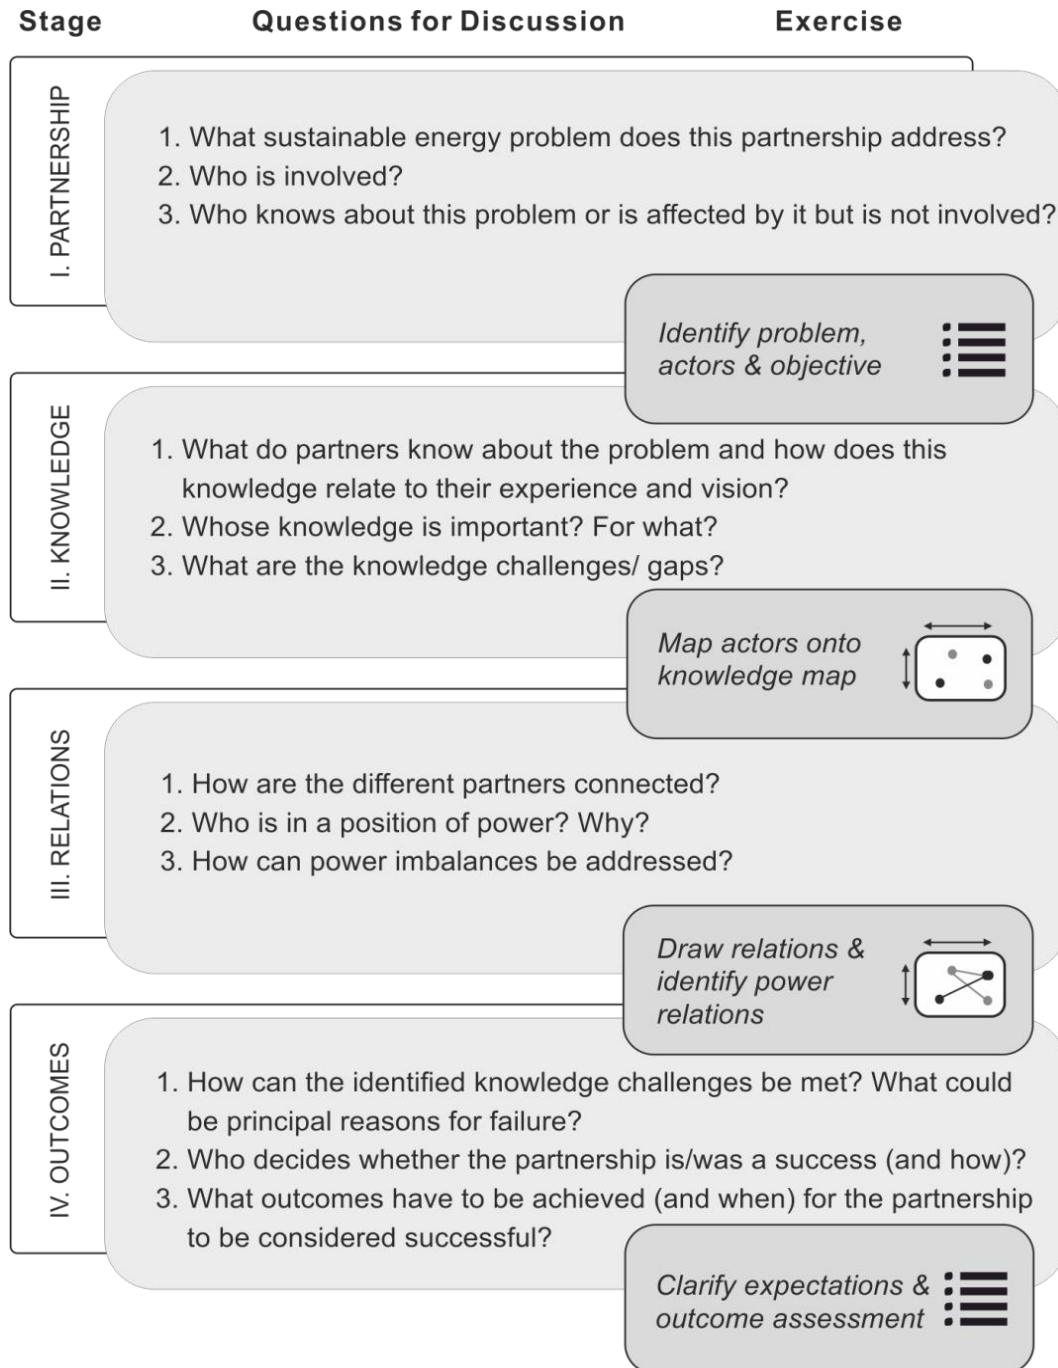 Stage Questions for Discussion Exercise
I. PARTNERSHIP
1. What sustainable energy problem does this partnership address?
2. Who is involved?
3. Who knows about this problem or is affected by it but is not involved?
Identify problem,
actors & objective
II. KNOWLEDGE
1. What do partners know about the problem and how does this
knowledge relate to their experience and vision?
2. Whose knowledge is important? For what?
3. What are the knowledge challenges/ gaps?
Map actors onto
knowledge map
III. RELATIONS
1. How are the different partners connected?
2. Who is in a position of power? Why?
3. How can power imbalances be addressed?
Draw relations &
identify power
relations
IV. OUTCOMES
1. How can the identified knowledge challenges be met? What could
be principal reasons for failure?
2. Who decides whether the partnership is/was a success (and how)?
3. What outcomes have to be achieved (and when) for the partnership
to be considered successful?
Clarify expectations &
outcome assessment